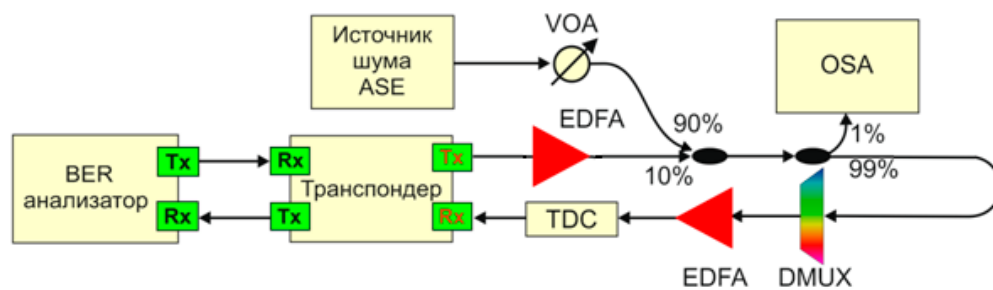 Источник
шума
ASE
VOA
OSA
EDFA
90%
1%
10%
99%
BER
анализатор
Tx
Rx
Rx
Tx
Транспондер
Tx
Rx
TDC
EDFA
DMUX